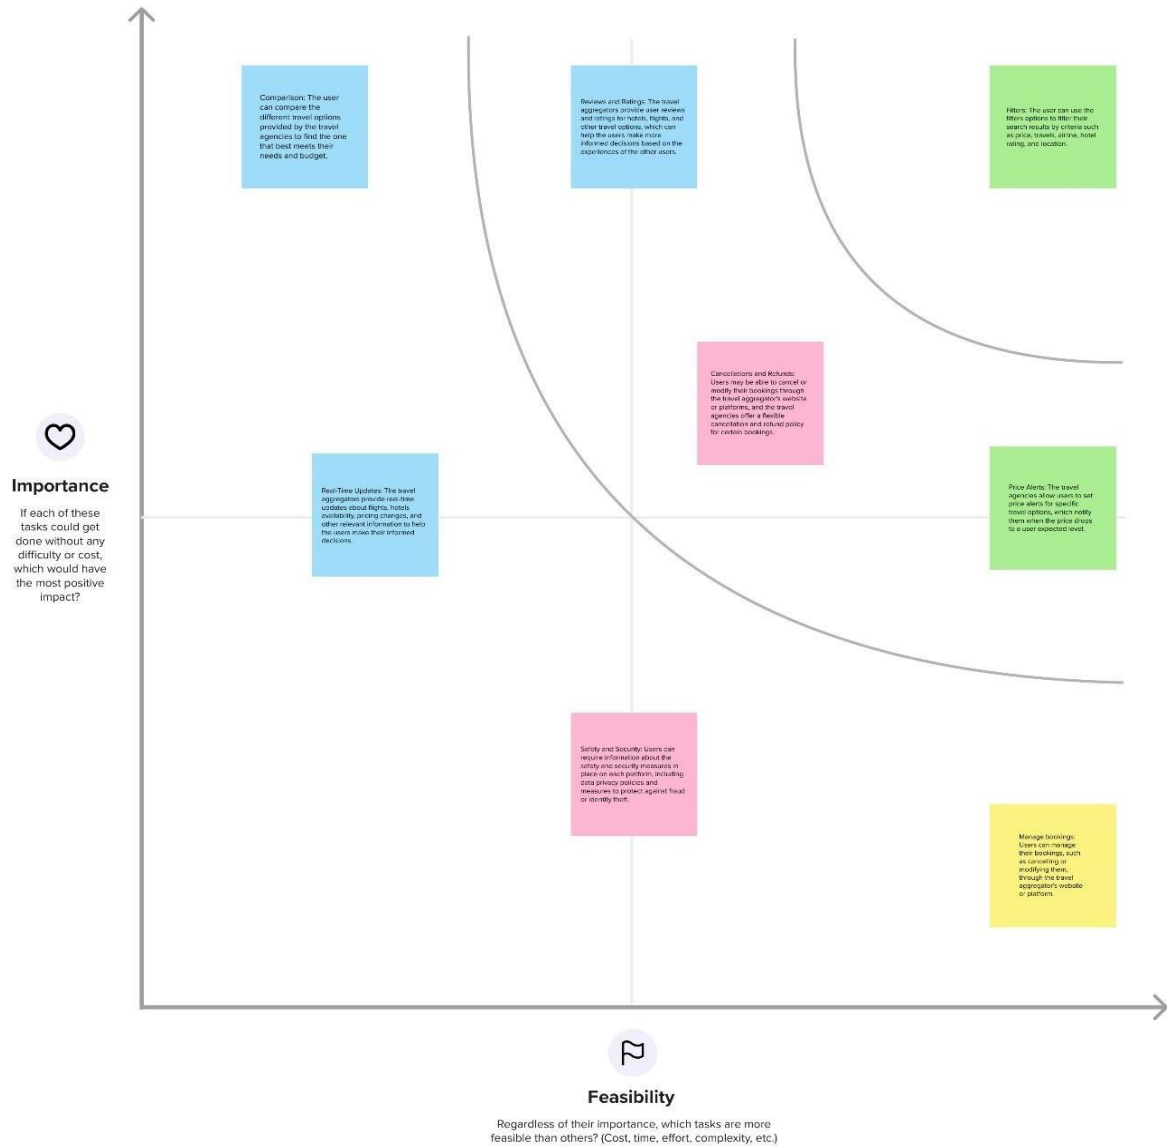 Comparison: The user
can compare the
different travel options
provided by the travel
agencies to find the one
that best meets their
needs and budget.
Reviews and Ratings: The travel
aggregators provide user reviews
and ratings for hotels, flights, and
other travel options, which can
help the users make more
informed decisions based on the
experiences of the other users.
Filters: The user can use the
filters options to filter their
search results by criteria such
as price, travels, airline, hotel
rating, and location.
Cancellations and Refunds:
Users may be able to cancel or
modify their bookings through
the travel aggregator's website
or platforms, and the travel
agencies offer a flexible
cancellation and refund policy
for certain bookings.
Importance
If each of these
tasks could get
done without any
difficulty or cost,
which would have
the most positive
impact?
Real-Time Updates: The travel
aggregators provide real-time
updates about flights, hotels
availability, pricing changes, and
other relevant information to help
the users make their informed
decisions.
Price Alerts: The travel
agencies allow users to set
price alerts for specific
travel options, which notify
them when the price drops
to a user expected level.
Safety and Security: Users can
require information about the
safety and security measures in
place on each platform, including
data privacy policies and
measures to protect against fraud
or identity theft.
Manage bookings:
Users can manage
their bookings, such
as cancelling or
modifying them,
through the travel
aggregator's website
or platform.
Feasibility
Regardless of their importance, which tasks are more
feasible than others? (Cost, time, effort, complexity, etc.)